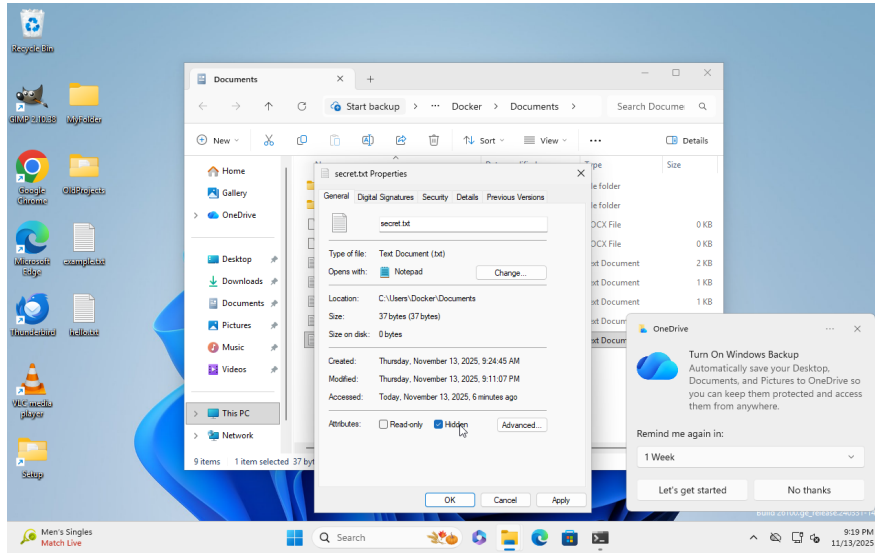 Recycle Bin
GIMP 2.10.38
MyFolder
Google
Chrome
OldProjects
Microsoft
Edge
example.txt
Thunderbird
hello.txt
VLC media
player
Setup
Documents
Start backup
Docker
Documents
Search Docume
New
Sort
View
Details
Home
Gallery
OneDrive
Desktop
Downloads
Documents
Pictures
Music
Videos
This PC
Network
Size
file folder
file folder
OCX File 0 KB
OCX File 0 KB
ext Document 2 KB
ext Document 1 KB
ext Document 1 KB
9 items 1 item selected 37 byt
secret.txt Properties
General Digital Signatures Security Details Previous Versions
secret.txt
Type of file: Text Document (.txt)
Opens with: Notepad Change...
Location: C:\Users\Docker\Documents
Size: 37 bytes (37 bytes)
Size on disk: 0 bytes
Created: Thursday, November 13, 2025, 9:24:45 AM
Modified: Thursday, November 13, 2025, 9:11:07 PM
Accessed: Today, November 13, 2025, 6 minutes ago
Attributes: Read-only Hidden Advanced...
OK Cancel Apply
OneDrive
Turn On Windows Backup
Automatically save your Desktop,
Documents, and Pictures to OneDrive so
you can keep them protected and access
them from anywhere.
Remind me again in:
1 Week
Let's get started No thanks
Men's Singles
Match Live
Search
9:19 PM
11/13/2025